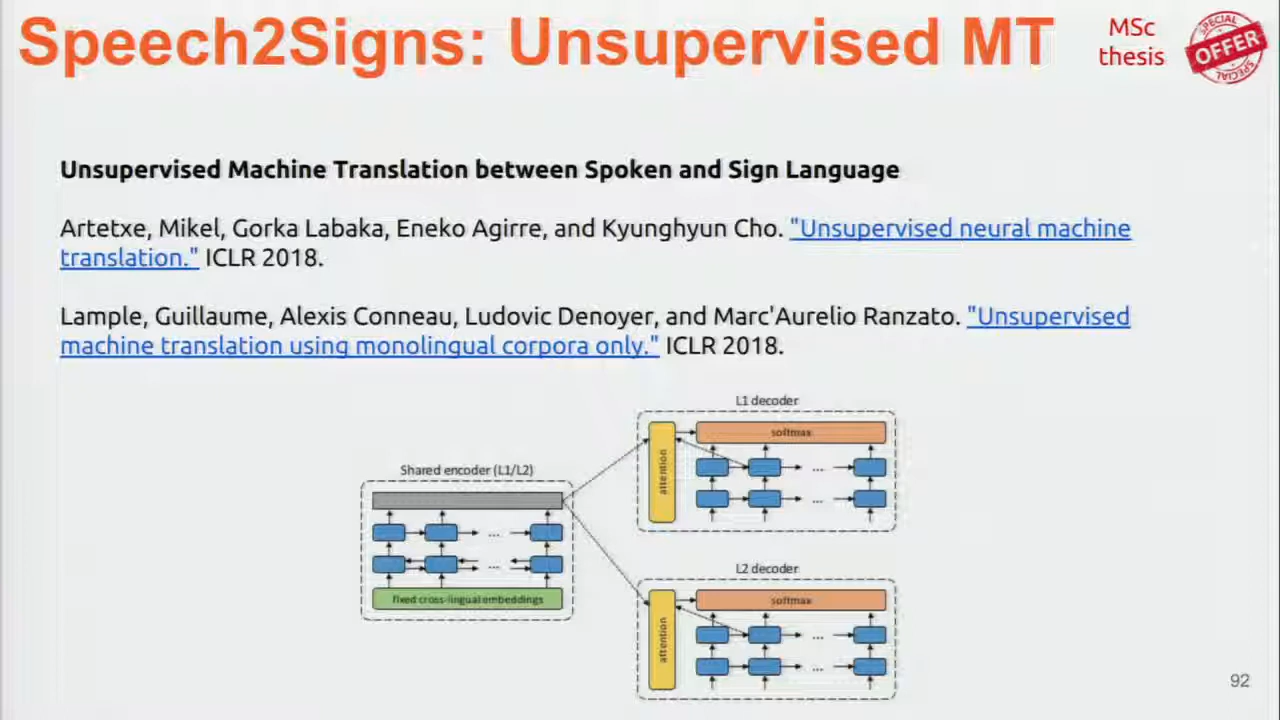 Speech2Signs: Unsupervised MT
MSc
thesis
SPECIAL
OFFER
SPECIAL
Unsupervised Machine Translation between Spoken and Sign Language
Artetxe, Mikel, Gorka Labaka, Eneko Agirre, and Kyunghyun Cho. "Unsupervised neural machine
translation." ICLR 2018.
Lample, Guillaume, Alexis Conneau, Ludovic Denoyer, and Marc'Aurelio Ranzato. "Unsupervised
machine translation using monolingual corpora only." ICLR 2018.
L1 decoder
softmax
attention
...
...
Shared encoder (L1/L2)
...
...
fixed cross-lingual embeddings
L2 decoder
softmax
attention
...
...
92